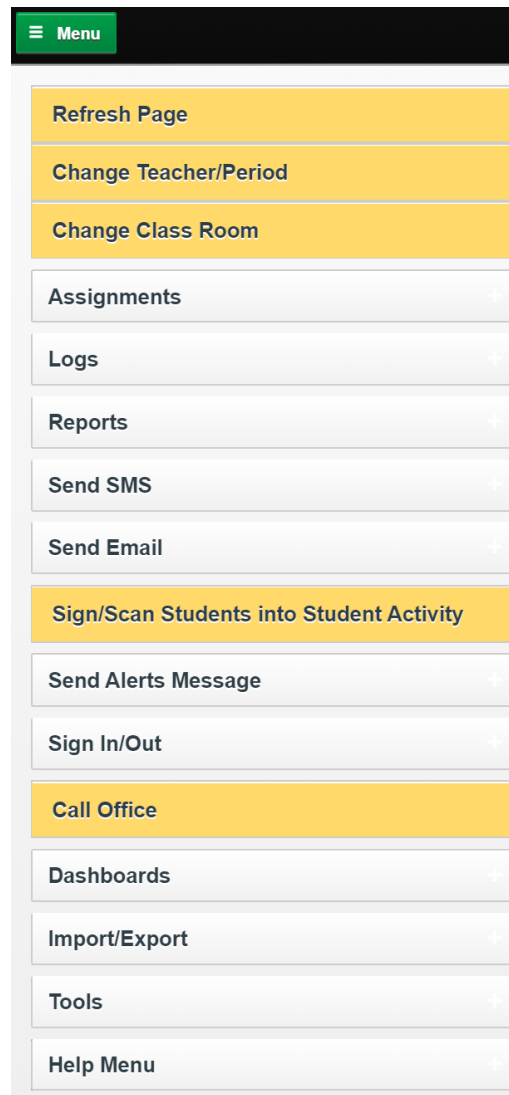 Menu
Refresh Page
Change Teacher/Period
Change Class Room
Assignments
Logs
Reports
Send SMS
Send Email
Sign/Scan Students into Student Activity
Send Alerts Message
Sign In/Out
Call Office
Dashboards
Import/Export
Tools
Help Menu